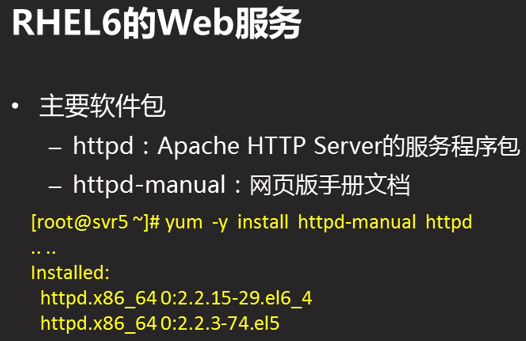 RHEL6的Web服务
• 主要软件包
– httpd：Apache HTTP Server的服务程序包
– httpd-manual：网页版手册文档
[root@svr5 ~]# yum -y install httpd-manual httpd
.. ..
Installed:
httpd.x86_64 0:2.2.15-29.el6_4
httpd.x86_64 0:2.2.3-74.el5